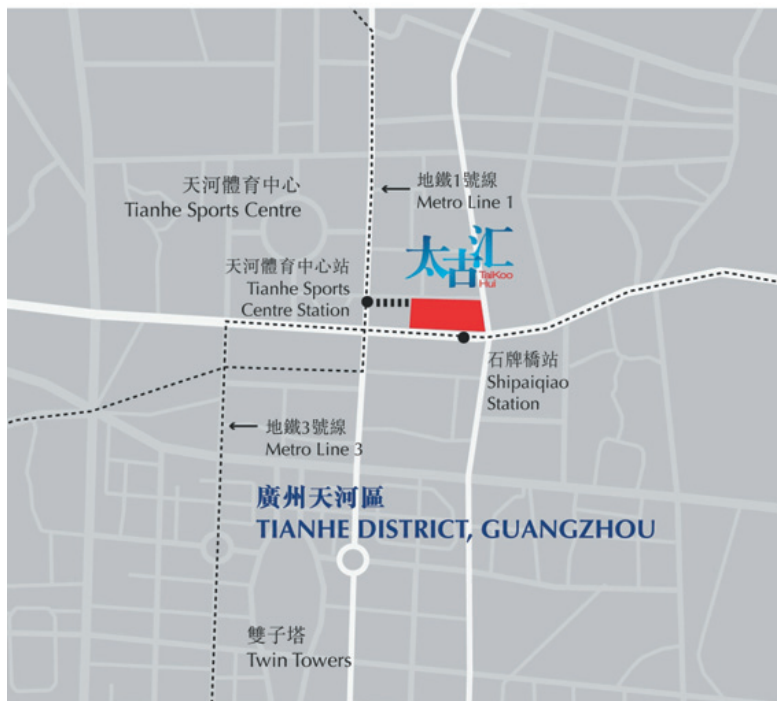 天河體育中心
Tianhe Sports Centre
← 地鐵1號線
Metro Line 1
太古汇
TaiKoo
Hui
天河體育中心站
Tianhe Sports
Centre Station
石牌橋站
Shipaiqiao
Station
← 地鐵3號線
Metro Line 3
廣州天河區
TIANHE DISTRICT, GUANGZHOU
雙子塔
Twin Towers